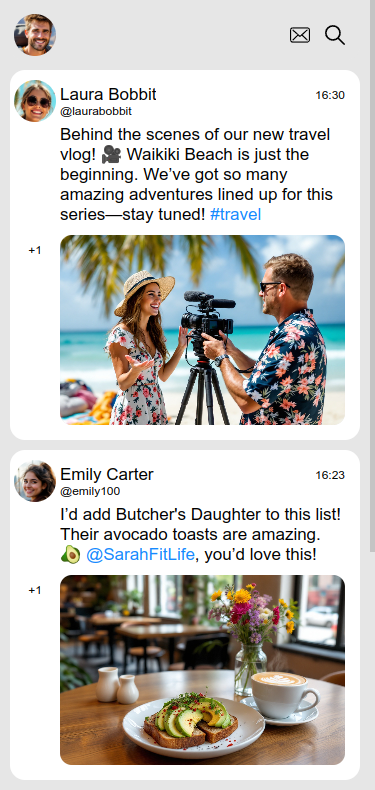 Laura Bobbit
16:30
@laurabobbit
Behind the scenes of our new travel
vlog! 🎥 Waikiki Beach is just the
beginning. We’ve got so many
amazing adventures lined up for this
series—stay tuned! #travel
+1
Emily Carter
16:23
@emily100
I’d add Butcher's Daughter to this list!
Their avocado toasts are amazing.
🥑 @SarahFitLife, you’d love this!
+1